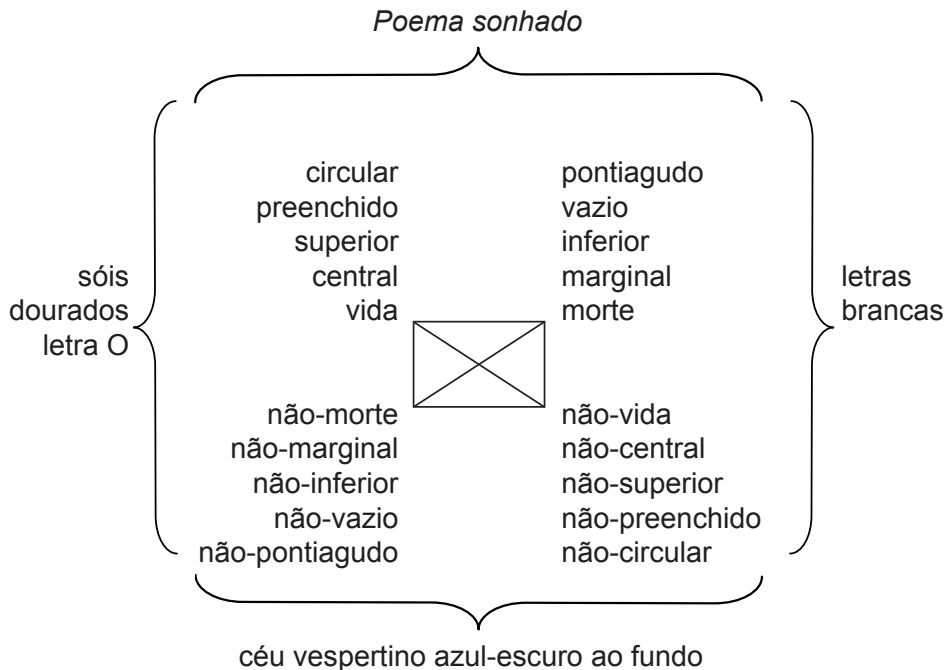 Poema sonhado
circular
preenchido
superior
central
vida
pontiagudo
vazio
inferior
marginal
morte
sóis
dourados
letra O
letras
brancas
não-morte
não-marginal
não-inferior
não-vazio
não-pontiagudo
não-vida
não-central
não-superior
não-preenchido
não-circular
céu vespertino azul-escuro ao fundo